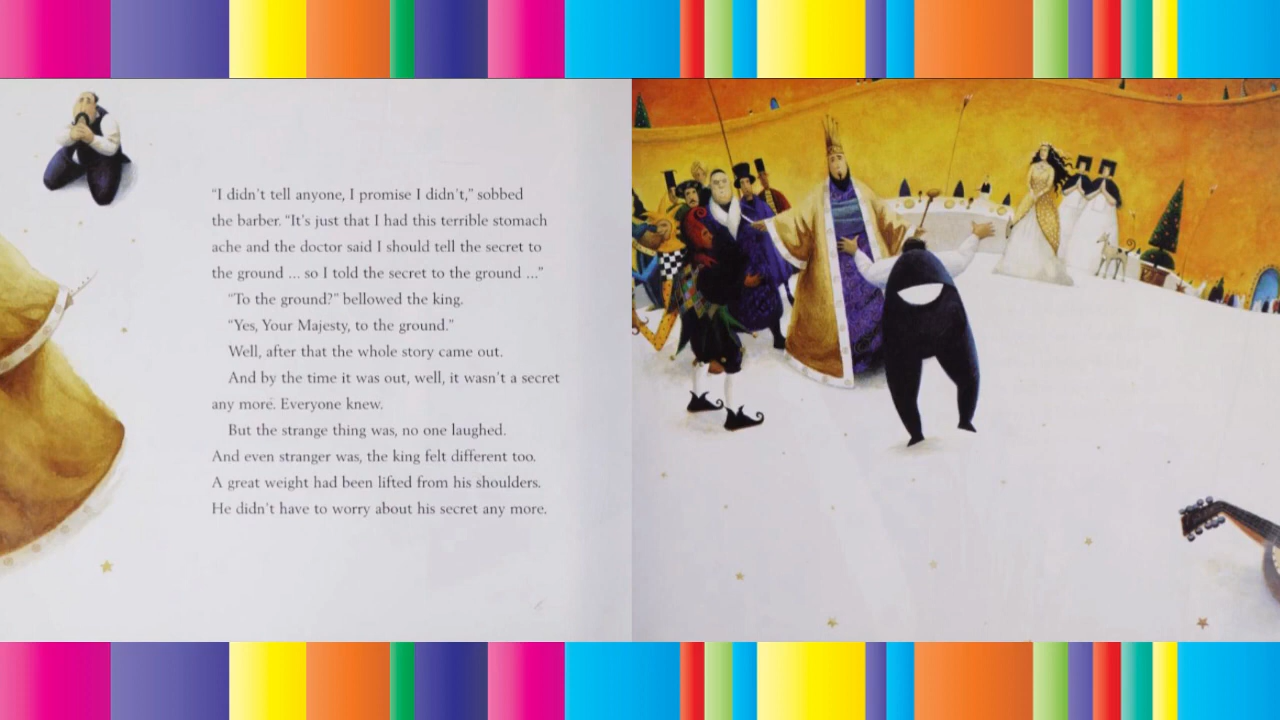 “I didn't tell anyone, I promise I didn't,” sobbed
the barber. “It's just that I had this terrible stomach
ache and the doctor said I should tell the secret to
the ground ... so I told the secret to the ground ...”
“To the ground?” bellowed the king.
“Yes, Your Majesty, to the ground.”
Well, after that the whole story came out.
And by the time it was out, well, it wasn't a secret
any more. Everyone knew.
But the strange thing was, no one laughed.
And even stranger was, the king felt different too.
A great weight had been lifted from his shoulders.
He didn't have to worry about his secret any more.